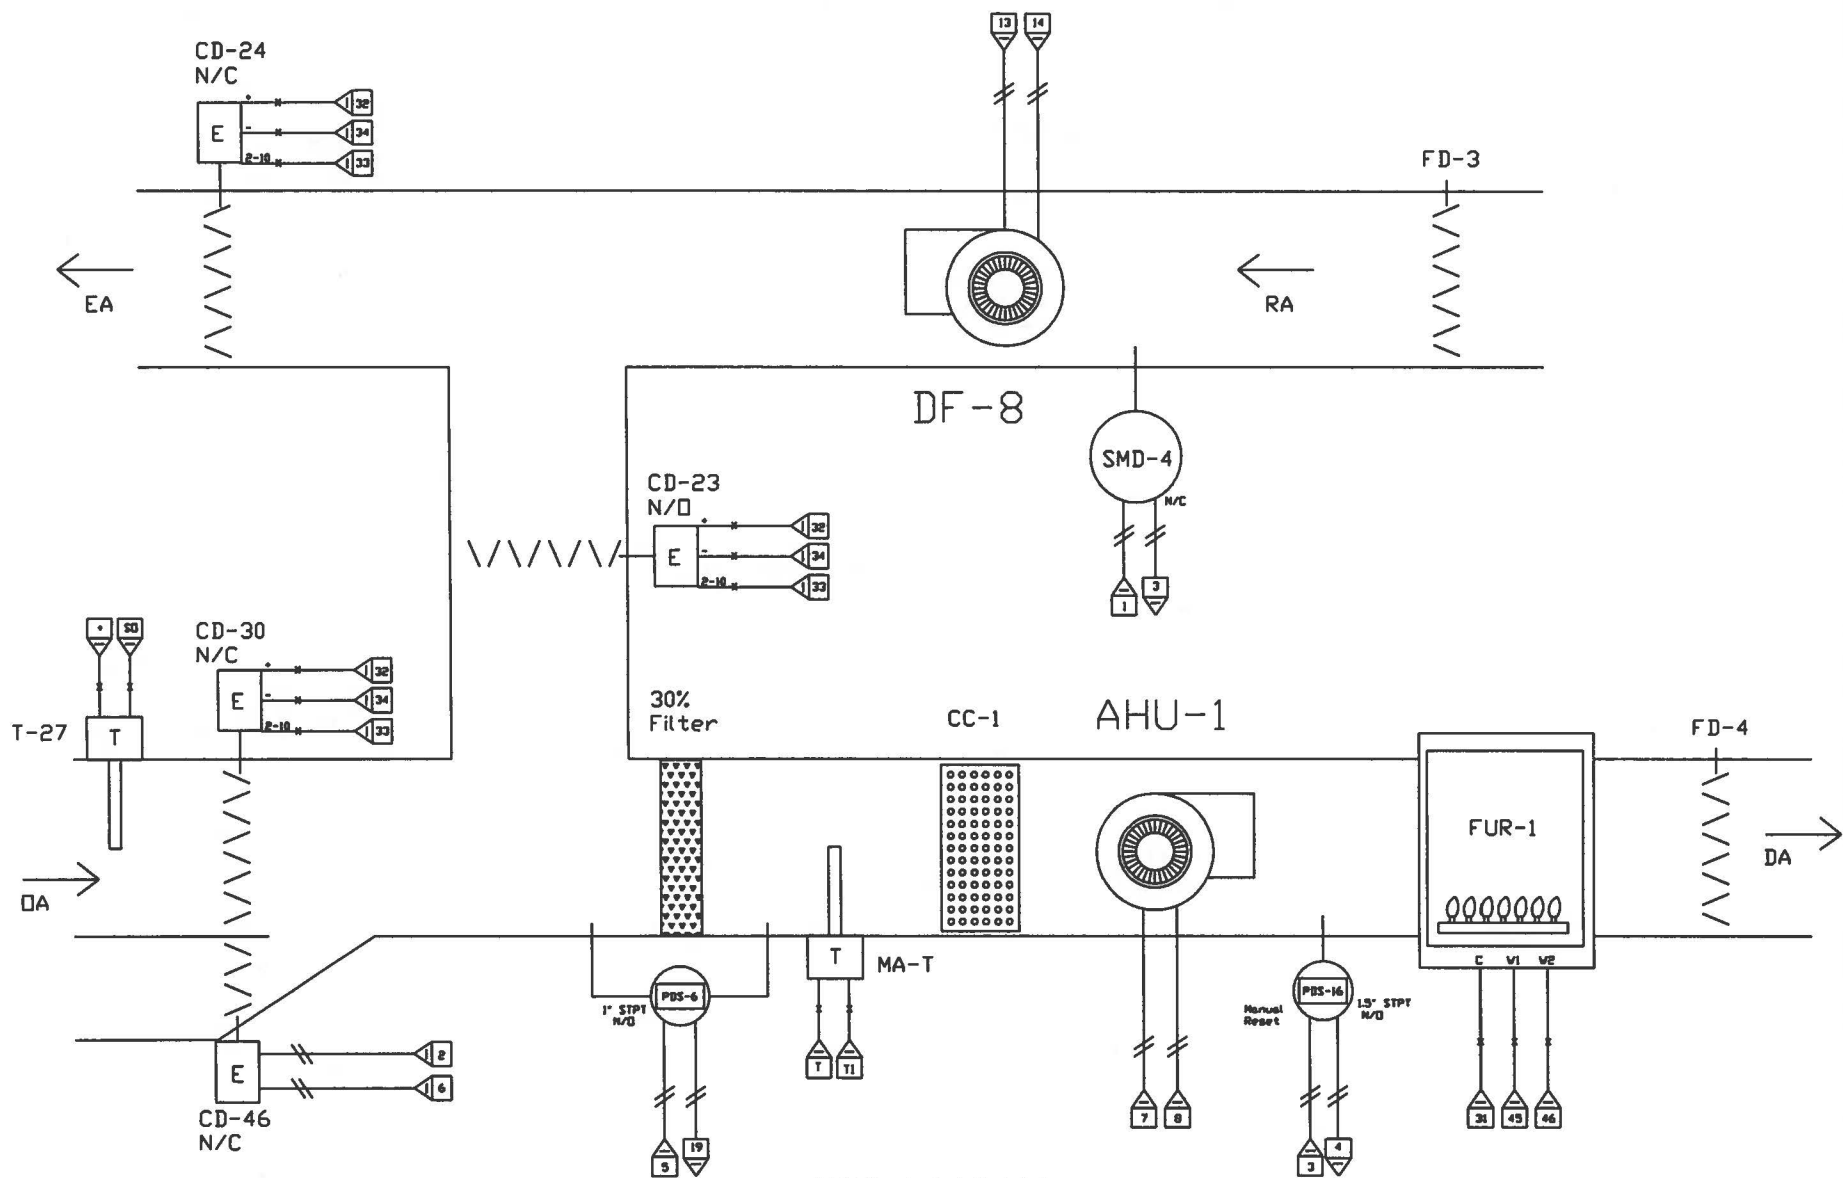 13 14
CD-24
N/C
+ 32
E
- 34
2-10 33
FD-3
EA
RA
DF-8
SMD-4
N/C
1 3
CD-23
N/O
+ 32
E
- 34
2-10 33
+ SO
CD-30
N/C
+ 32
E
- 34
2-10 33
T-27
T
30%
Filter
CC-1
AHU-1
FD-4
FUR-1
OA
DA
C W1 W2
T
MA-T
PDS-6
1" STPT
N/O
PDS-16
1.5" STPT
N/O
Manual
Reset
E
2
6
CD-46
N/C
T T1
7 8
31 45 46
5 19
3 4